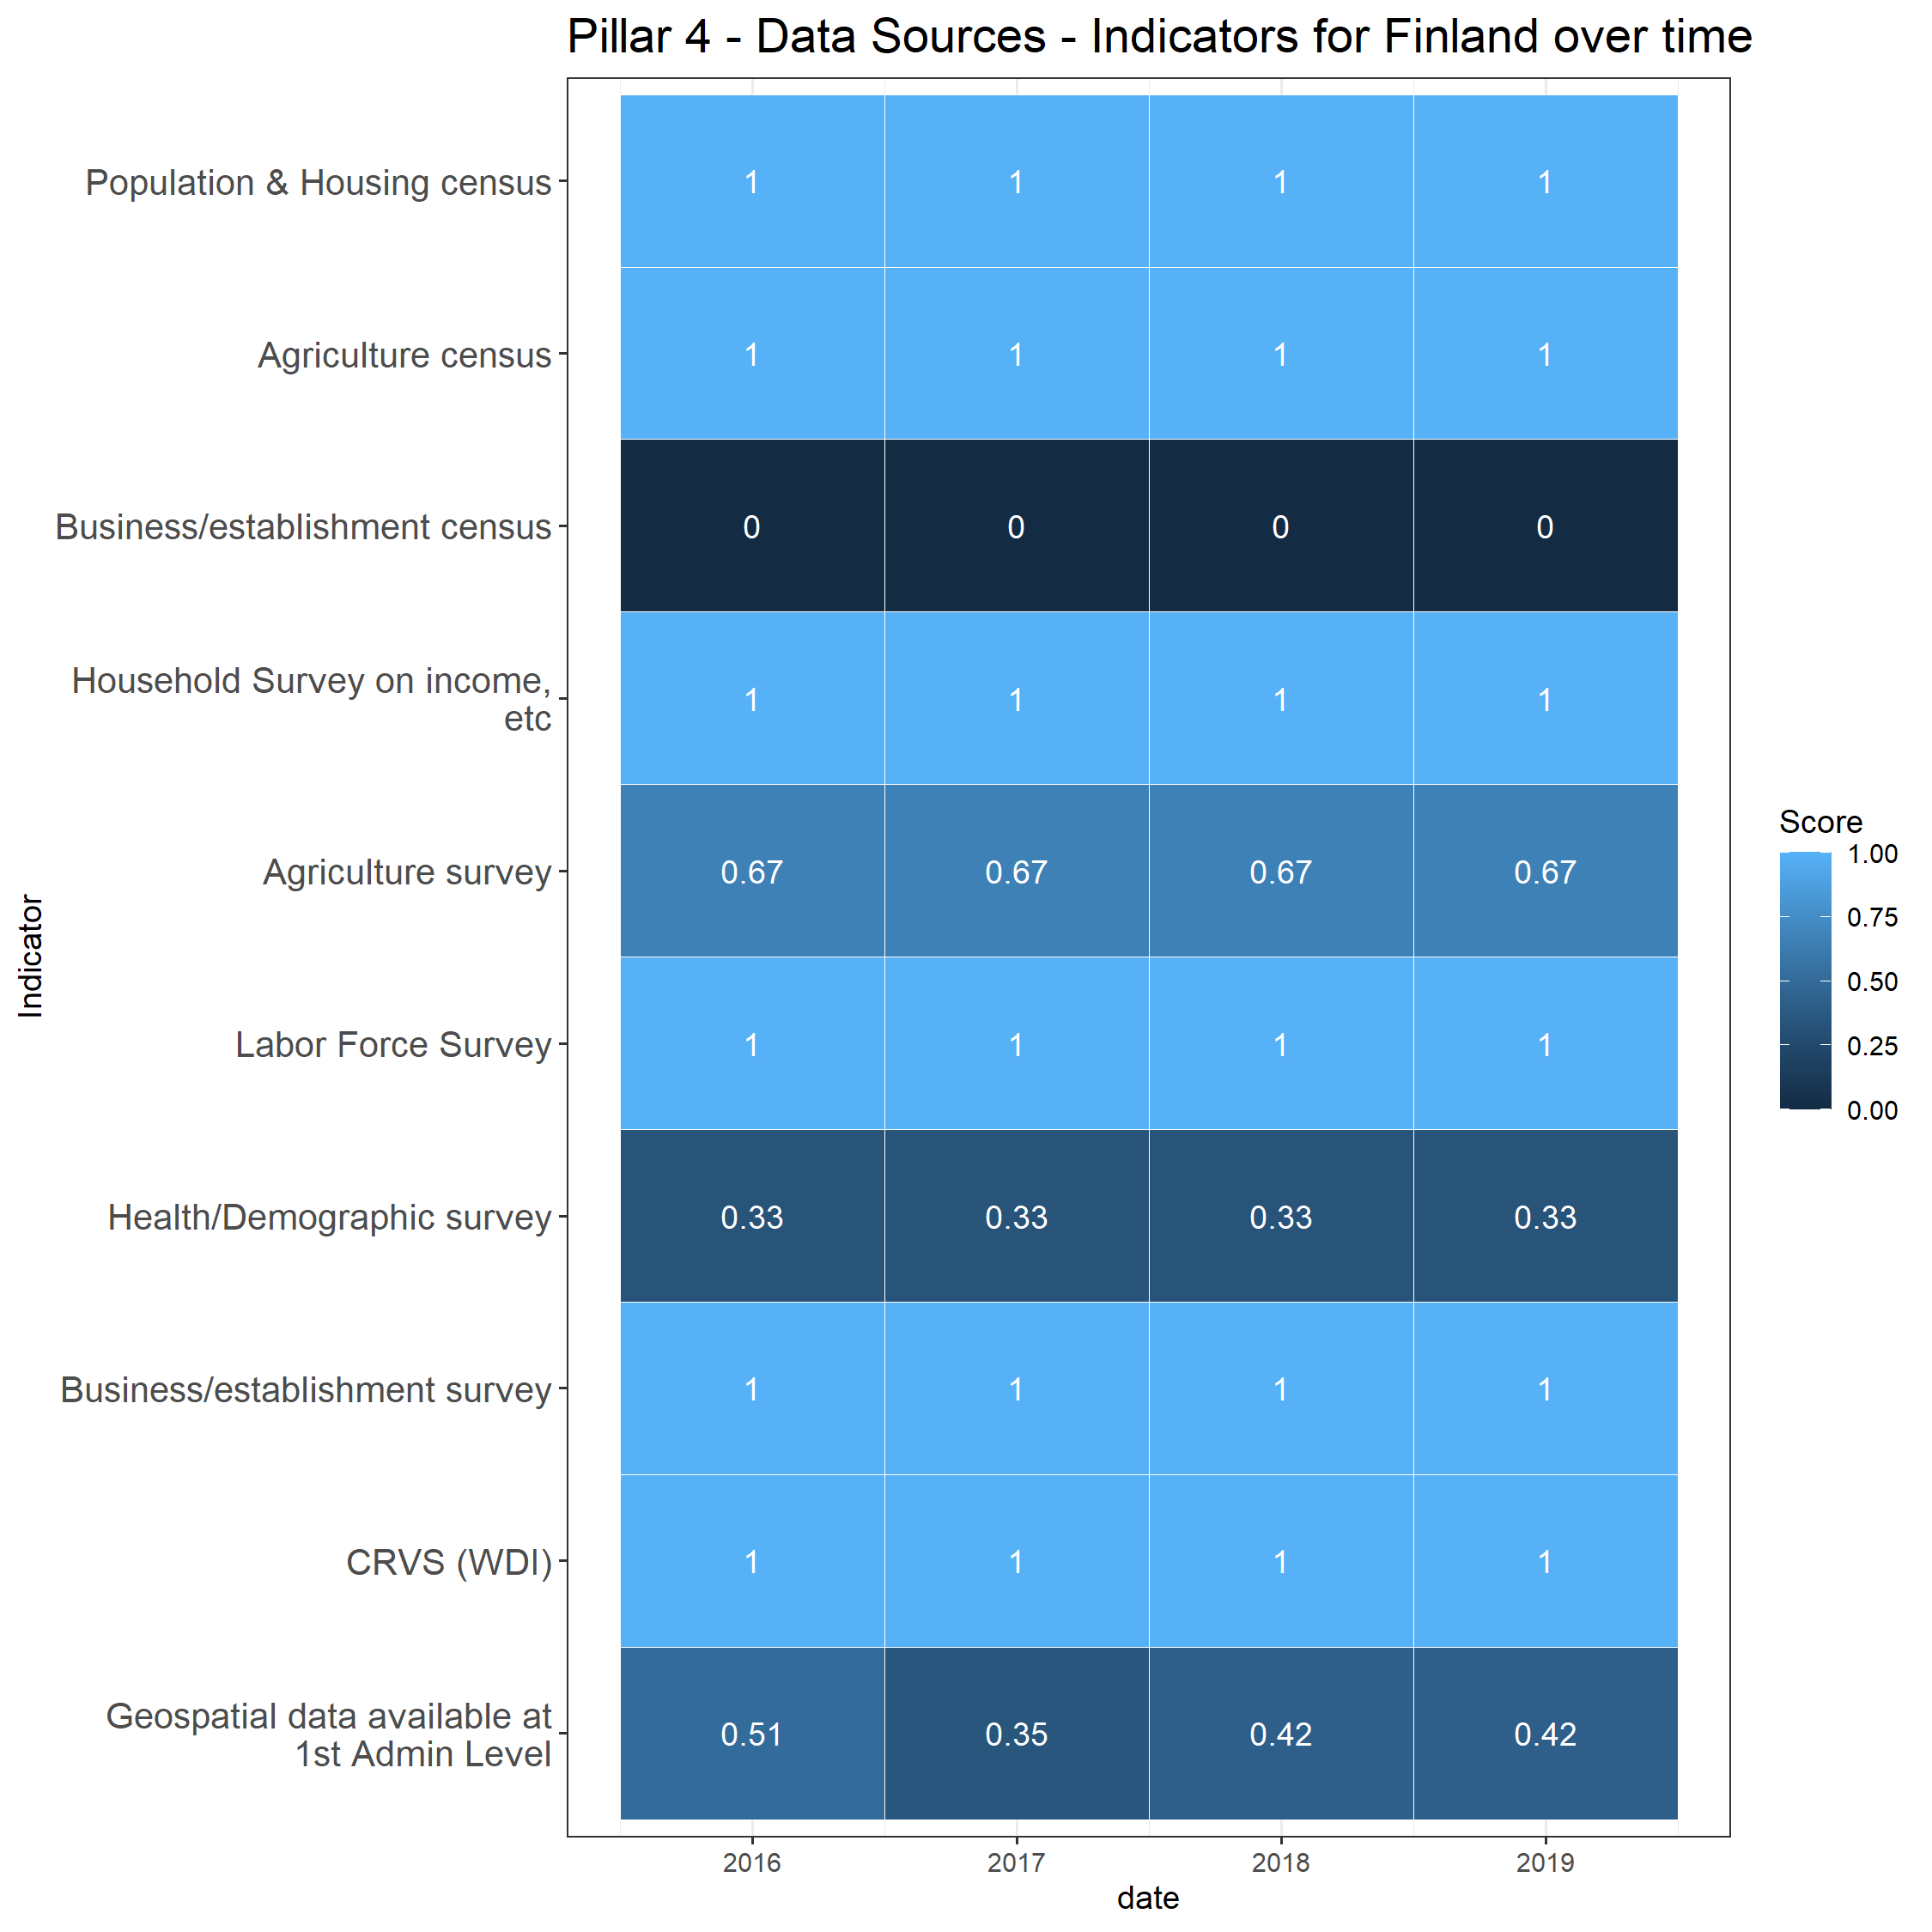 Pillar 4 - Data Sources - Indicators for Finland over time
Population & Housing census
1 1 1 1
Agriculture census
1 1 1 1
Business/establishment census
0 0 0 0
Household Survey on income,
etc
1 1 1 1
Agriculture survey
0.67 0.67 0.67 0.67
Labor Force Survey
1 1 1 1
Health/Demographic survey
0.33 0.33 0.33 0.33
Business/establishment survey
1 1 1 1
CRVS (WDI)
1 1 1 1
Geospatial data available at
1st Admin Level
0.51 0.35 0.42 0.42
2016 2017 2018 2019
date
Indicator
Score
1.00
0.75
0.50
0.25
0.00